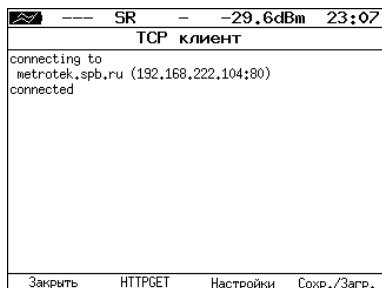 --- SR - -29.6dBm 23:07
TCP клиент
connecting to
metrotek.spb.ru (192.168.222.104:80)
connected
Закрыть HTTPGET Настройки Сохр./Загр.